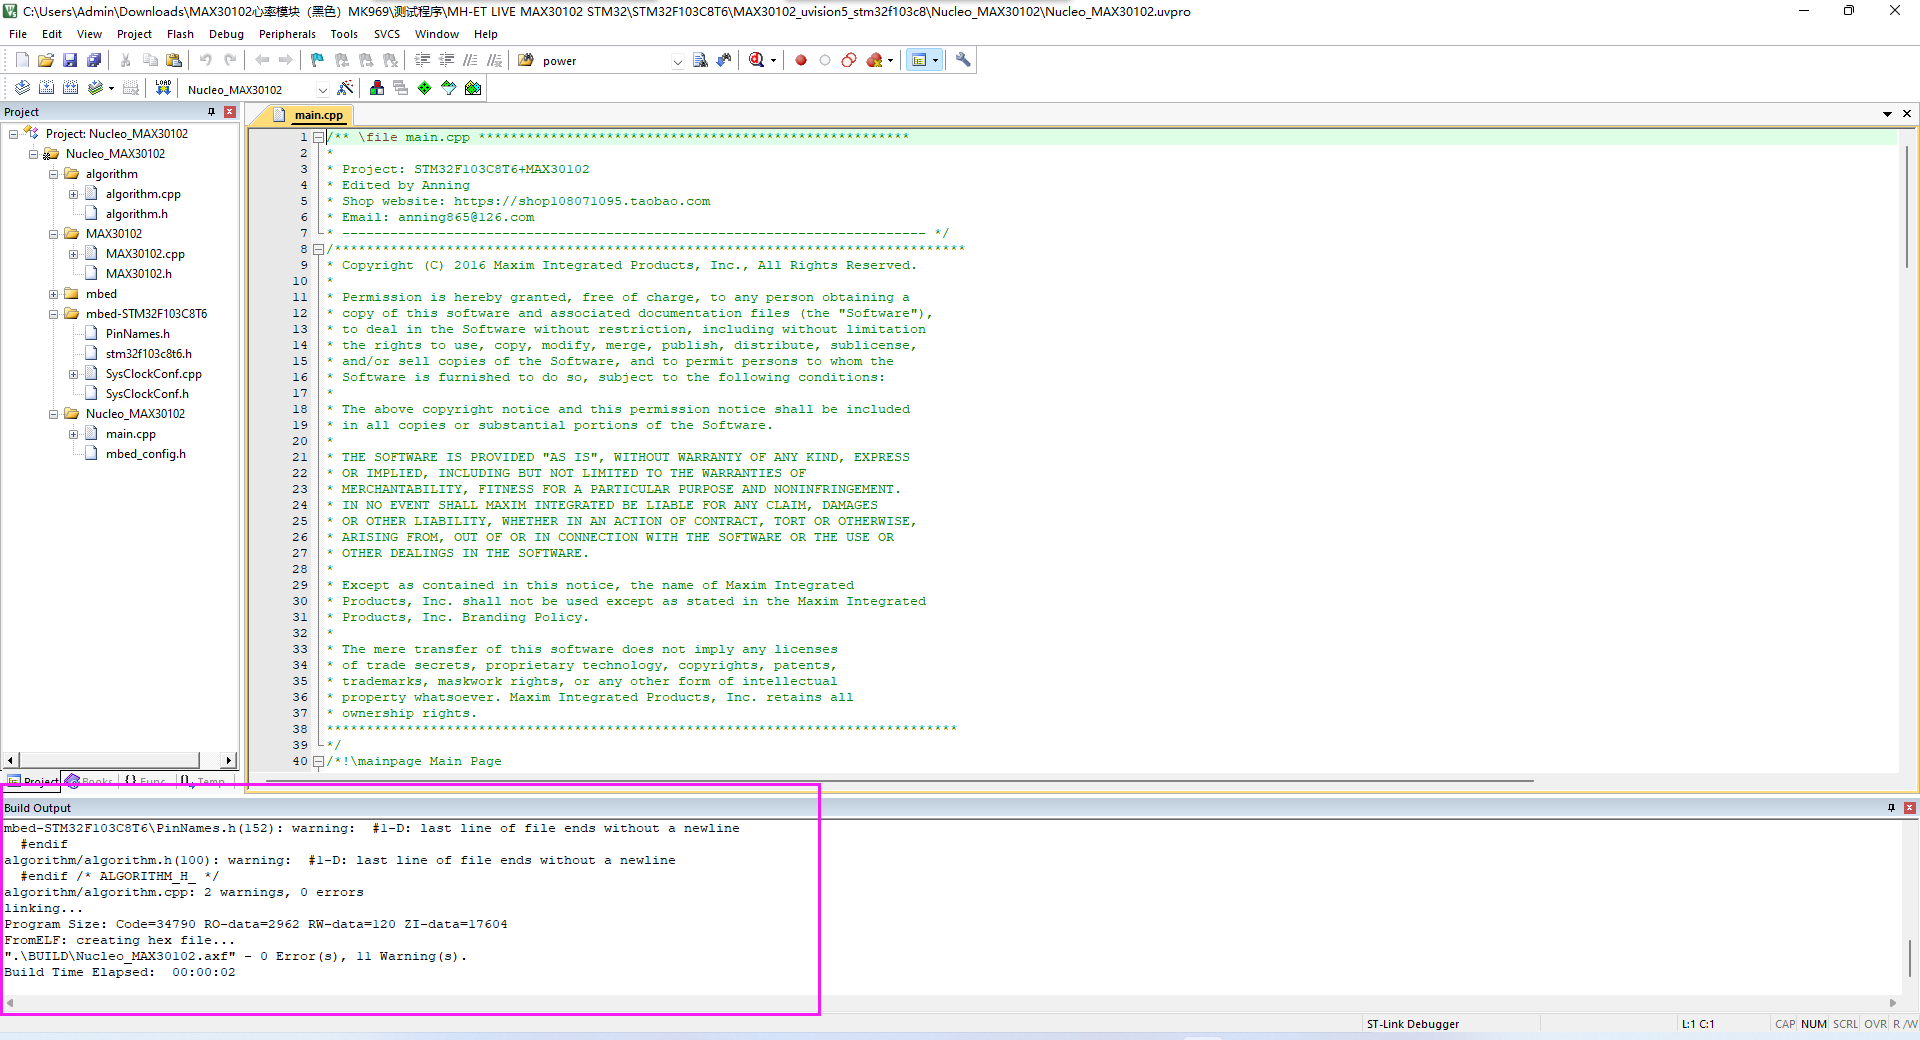 C:\Users\Admin\Downloads\MAX30102心率模块（黑色）MK969\测试程序\MH-ET LIVE MAX30102 STM32\STM32F103C8T6\MAX30102_uvision5_stm32f103c8\Nucleo_MAX30102\Nucleo_MAX30102.uvpro
File Edit View Project Flash Debug Peripherals Tools SVCS Window Help
power
LOAD
Nucleo_MAX30102
Project
Project: Nucleo_MAX30102
Nucleo_MAX30102
algorithm
algorithm.cpp
algorithm.h
MAX30102
MAX30102.cpp
MAX30102.h
mbed
mbed-STM32F103C8T6
PinNames.h
stm32f103c8t6.h
SysClockConf.cpp
SysClockConf.h
Nucleo_MAX30102
main.cpp
mbed_config.h
Project Books {} Func... Temp...
main.cpp
1 /** \file main.cpp ******************************************************
2 *
3 * Project: STM32F103C8T6+MAX30102
4 * Edited by Anning
5 * Shop website: https://shop108071095.taobao.com
6 * Email: anning865@126.com
7 * ------------------------------------------------------------------------- */
8 /*******************************************************************************
9 * Copyright (C) 2016 Maxim Integrated Products, Inc., All Rights Reserved.
10 *
11 * Permission is hereby granted, free of charge, to any person obtaining a
12 * copy of this software and associated documentation files (the "Software"),
13 * to deal in the Software without restriction, including without limitation
14 * the rights to use, copy, modify, merge, publish, distribute, sublicense,
15 * and/or sell copies of the Software, and to permit persons to whom the
16 * Software is furnished to do so, subject to the following conditions:
17 *
18 * The above copyright notice and this permission notice shall be included
19 * in all copies or substantial portions of the Software.
20 *
21 * THE SOFTWARE IS PROVIDED "AS IS", WITHOUT WARRANTY OF ANY KIND, EXPRESS
22 * OR IMPLIED, INCLUDING BUT NOT LIMITED TO THE WARRANTIES OF
23 * MERCHANTABILITY, FITNESS FOR A PARTICULAR PURPOSE AND NONINFRINGEMENT.
24 * IN NO EVENT SHALL MAXIM INTEGRATED BE LIABLE FOR ANY CLAIM, DAMAGES
25 * OR OTHER LIABILITY, WHETHER IN AN ACTION OF CONTRACT, TORT OR OTHERWISE,
26 * ARISING FROM, OUT OF OR IN CONNECTION WITH THE SOFTWARE OR THE USE OR
27 * OTHER DEALINGS IN THE SOFTWARE.
28 *
29 * Except as contained in this notice, the name of Maxim Integrated
30 * Products, Inc. shall not be used except as stated in the Maxim Integrated
31 * Products, Inc. Branding Policy.
32 *
33 * The mere transfer of this software does not imply any licenses
34 * of trade secrets, proprietary technology, copyrights, patents,
35 * trademarks, maskwork rights, or any other form of intellectual
36 * property whatsoever. Maxim Integrated Products, Inc. retains all
37 * ownership rights.
38 *******************************************************************************
39 */
40 /*!\mainpage Main Page
Build Output
mbed-STM32F103C8T6\PinNames.h(152): warning:  #1-D: last line of file ends without a newline
#endif
algorithm/algorithm.h(100): warning:  #1-D: last line of file ends without a newline
#endif /* ALGORITHM_H_ */
algorithm/algorithm.cpp: 2 warnings, 0 errors
linking...
Program Size: Code=34790 RO-data=2962 RW-data=120 ZI-data=17604
FromELF: creating hex file...
".\BUILD\Nucleo_MAX30102.axf" - 0 Error(s), 11 Warning(s).
Build Time Elapsed:  00:00:02
ST-Link Debugger L:1 C:1 CAP NUM SCRL OVR R/W